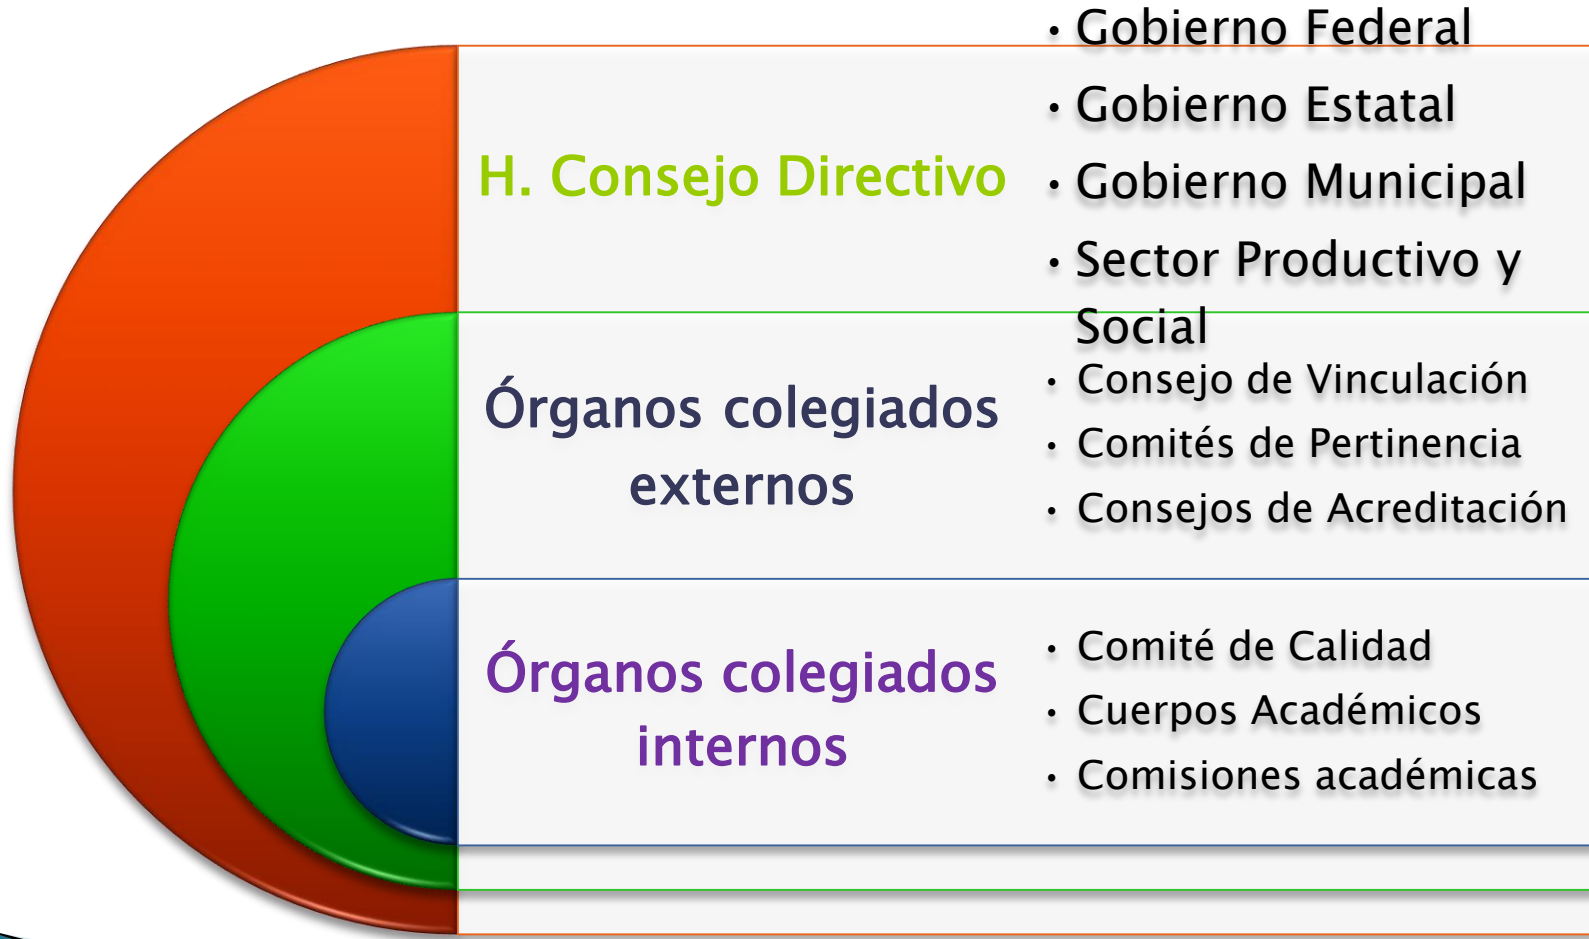 H. Consejo Directivo
• Gobierno Federal
• Gobierno Estatal
• Gobierno Municipal
• Sector Productivo y
Social
Órganos colegiados
externos
• Consejo de Vinculación
• Comités de Pertinencia
• Consejos de Acreditación
Órganos colegiados
internos
• Comité de Calidad
• Cuerpos Académicos
• Comisiones académicas